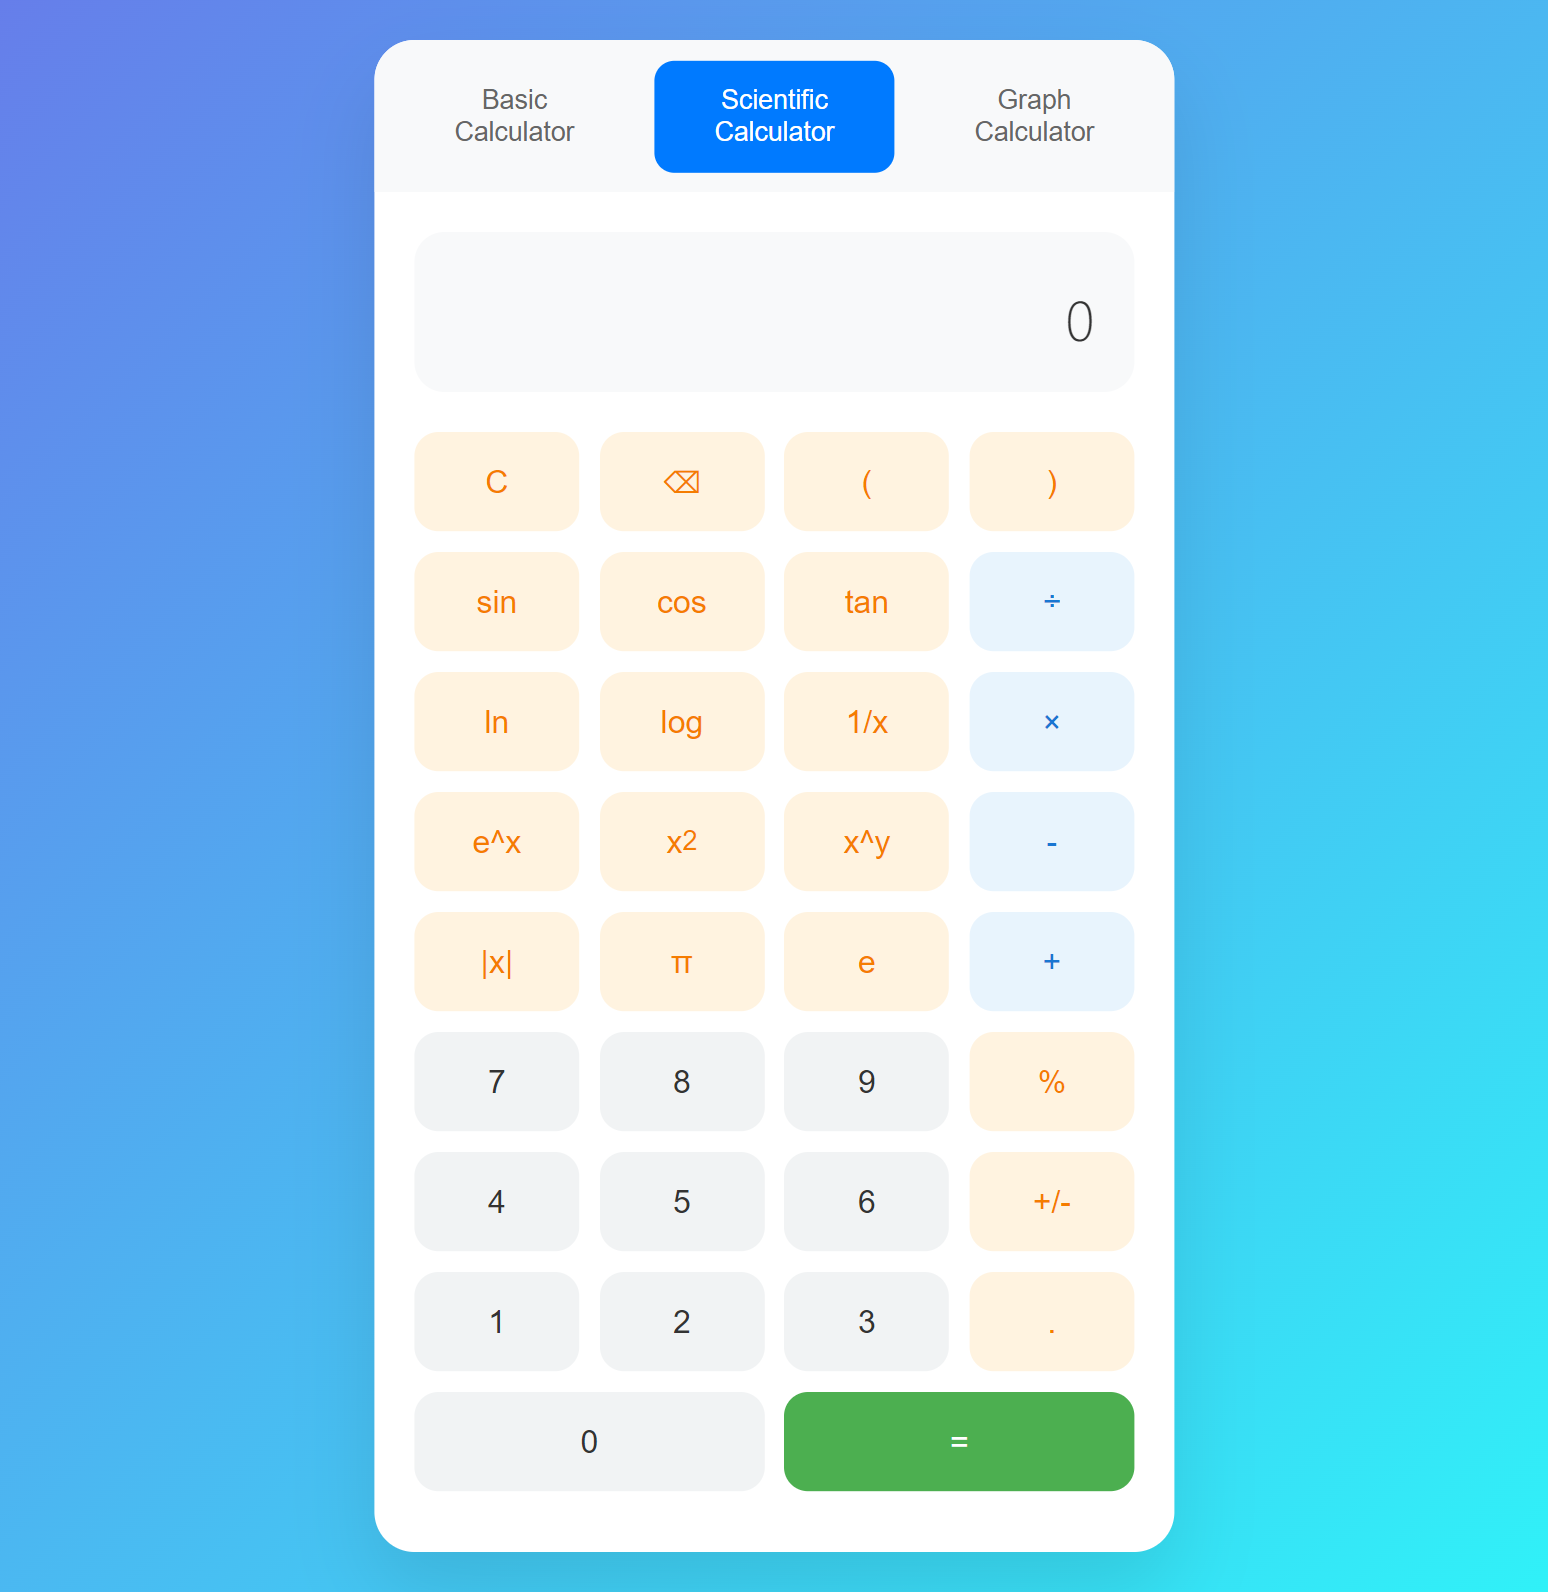 Basic
Calculator
Scientific
Calculator
Graph
Calculator
0
C ⌫ ( )
sin cos tan ÷
ln log 1/x ×
e^x x² x^y -
|x| π e +
7 8 9 %
4 5 6 +/-
1 2 3 .
0 =